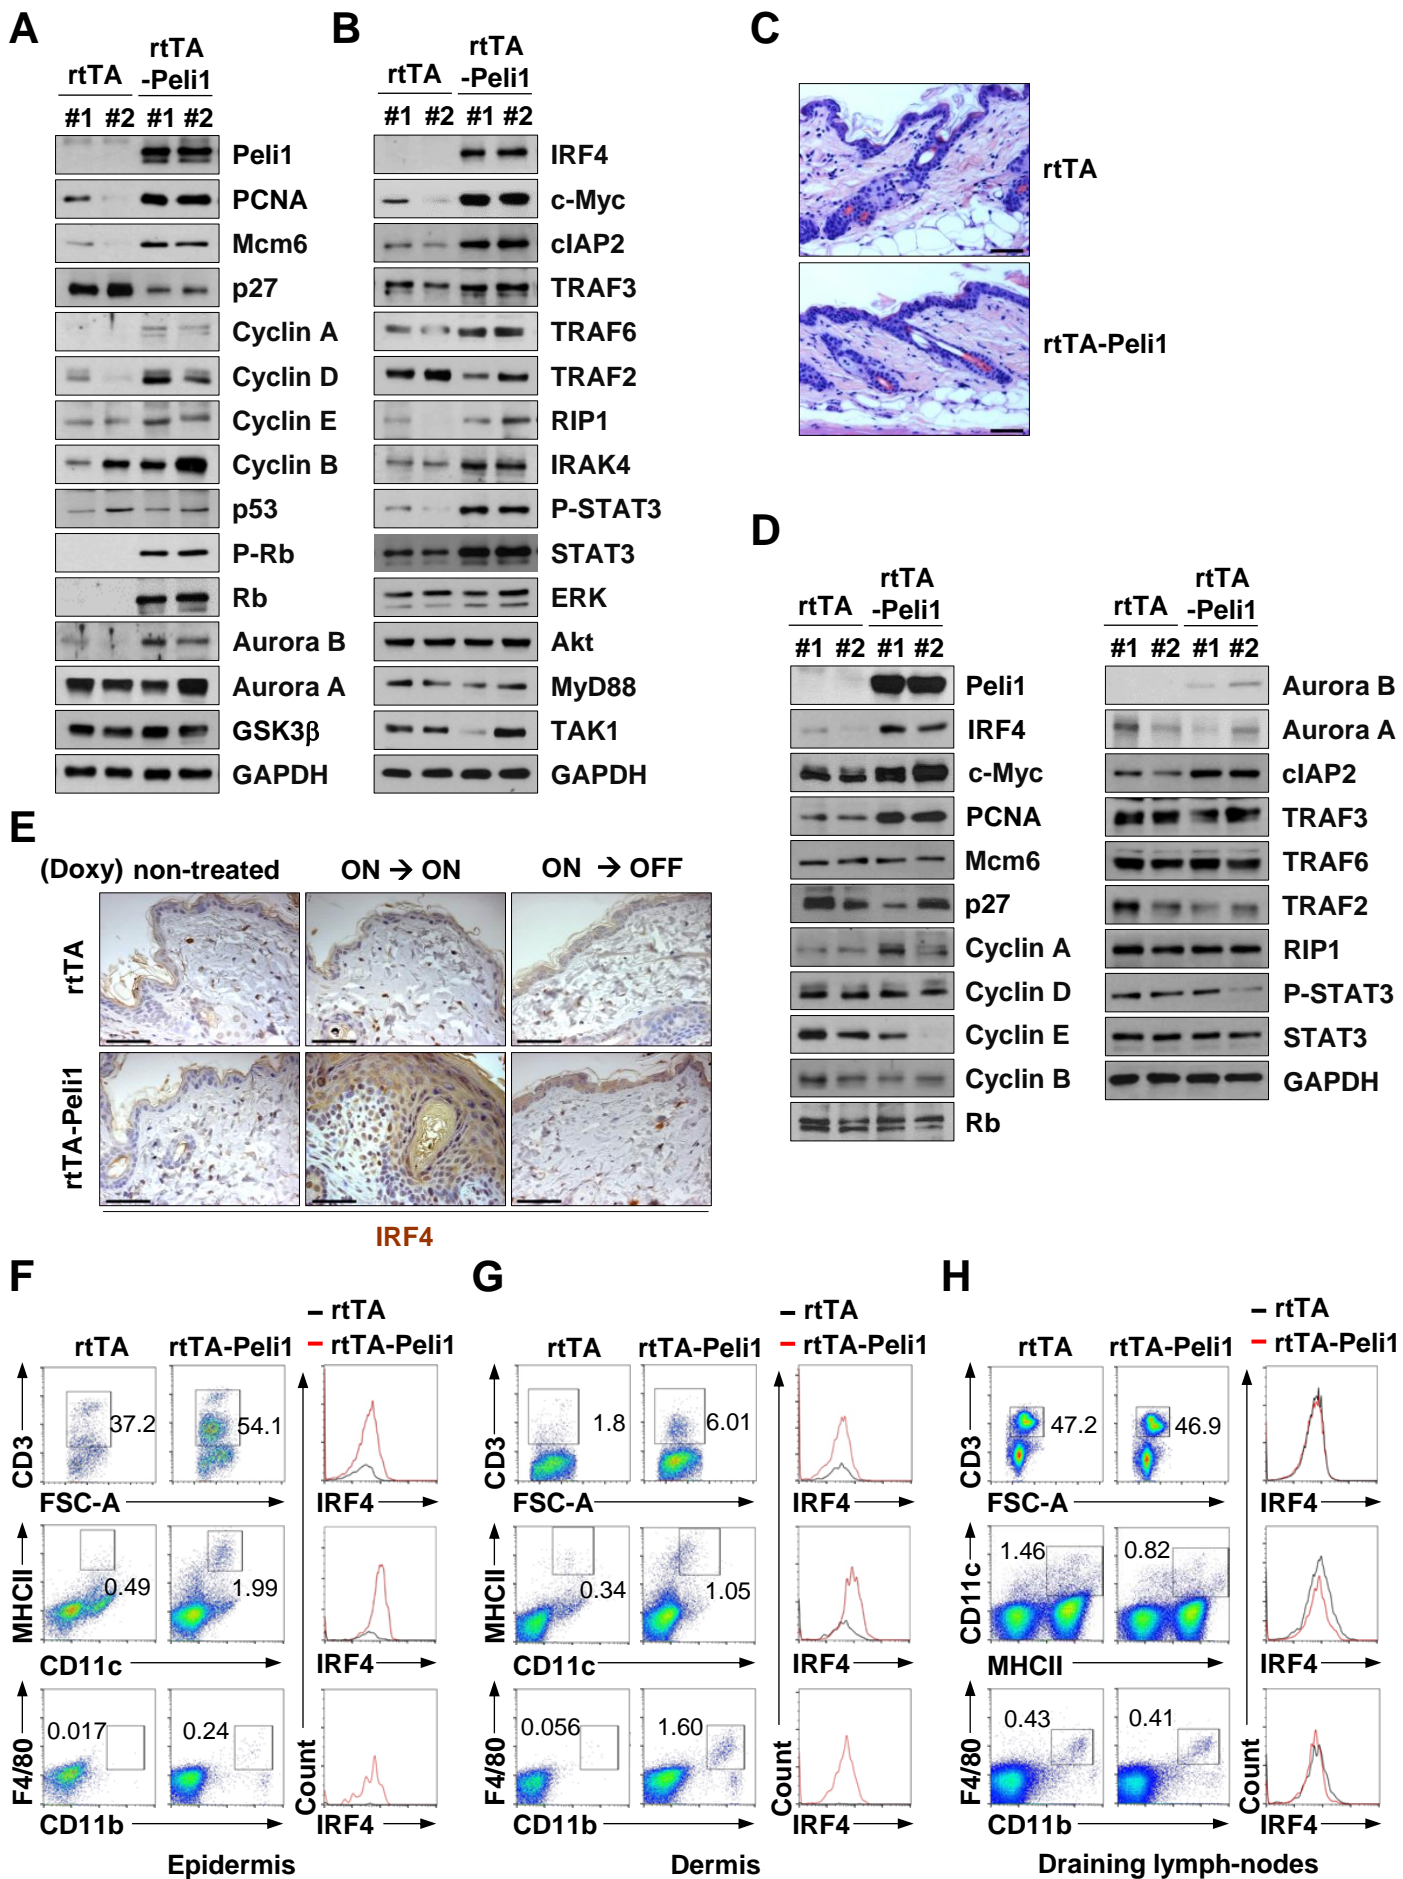 A
rtTA
rtTA
-Peli1
#1 #2 #1 #2
Peli1
PCNA
Mcm6
p27
Cyclin A
Cyclin D
Cyclin E
Cyclin B
p53
P-Rb
Rb
Aurora B
Aurora A
GSK3β
GAPDH
B
rtTA
rtTA
-Peli1
#1 #2 #1 #2
IRF4
c-Myc
cIAP2
TRAF3
TRAF6
TRAF2
RIP1
IRAK4
P-STAT3
STAT3
ERK
Akt
MyD88
TAK1
GAPDH
C
rtTA
rtTA-Peli1
D
rtTA
rtTA
-Peli1
#1 #2 #1 #2
Peli1
IRF4
c-Myc
PCNA
Mcm6
p27
Cyclin A
Cyclin D
Cyclin E
Cyclin B
Rb
rtTA
rtTA
-Peli1
#1 #2 #1 #2
Aurora B
Aurora A
cIAP2
TRAF3
TRAF6
TRAF2
RIP1
P-STAT3
STAT3
GAPDH
E
(Doxy) non-treated
ON → ON
ON → OFF
rtTA
rtTA-Peli1
IRF4
F
rtTA
rtTA-Peli1
rtTA
rtTA-Peli1
CD3
37.2
54.1
FSC-A
IRF4
MHCII
0.49
1.99
CD11c
IRF4
F4/80
0.017
0.24
Count
CD11b
IRF4
Epidermis
G
rtTA
rtTA-Peli1
rtTA
rtTA-Peli1
CD3
1.8
6.01
FSC-A
IRF4
MHCII
0.34
1.05
CD11c
IRF4
F4/80
0.056
1.60
Count
CD11b
IRF4
Dermis
H
rtTA
rtTA-Peli1
rtTA
rtTA-Peli1
CD3
47.2
46.9
FSC-A
IRF4
CD11c
1.46
0.82
MHCII
IRF4
F4/80
0.43
0.41
Count
CD11b
IRF4
Draining lymph-nodes